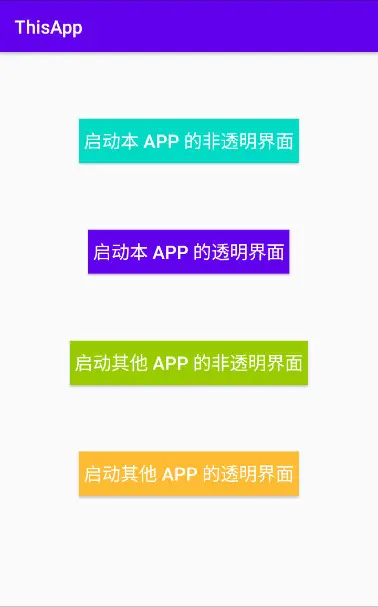 ThisApp
启动本 APP 的非透明界面
启动本 APP 的透明界面
启动其他 APP 的非透明界面
启动其他 APP 的透明界面